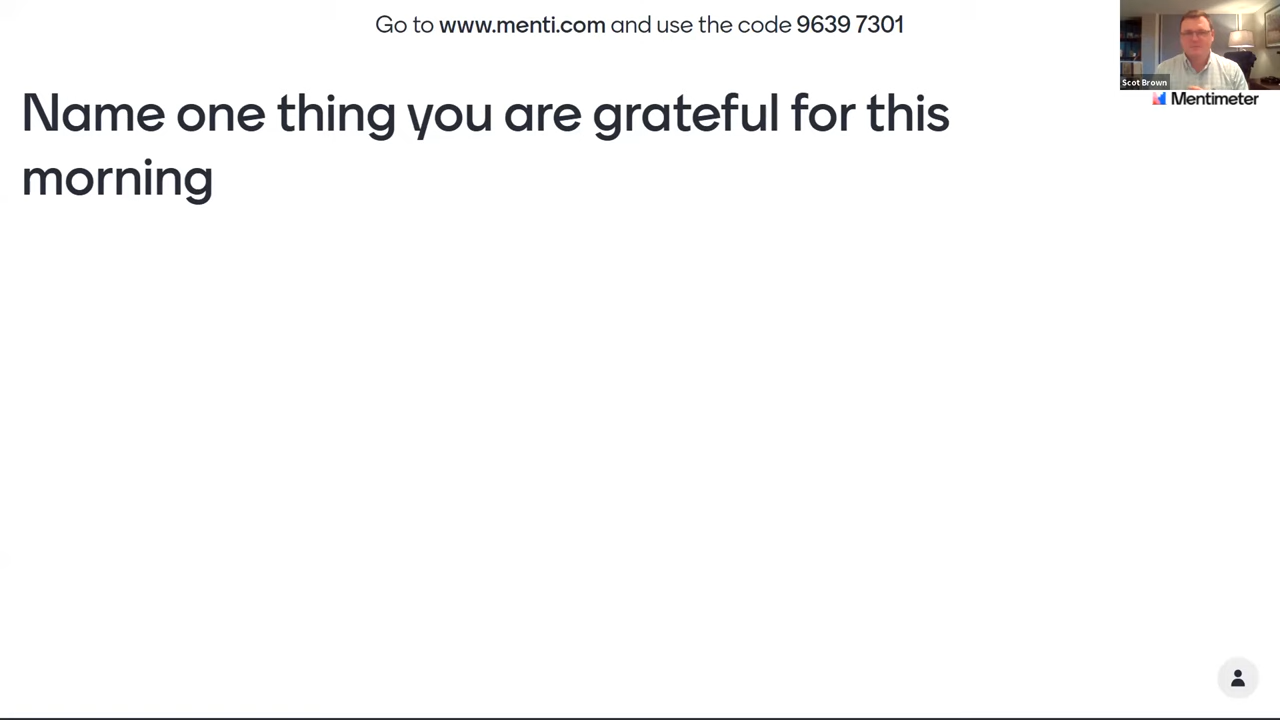 Go to www.menti.com and use the code 9639 7301
Scot Brown
Mentimeter
Name one thing you are grateful for this
morning